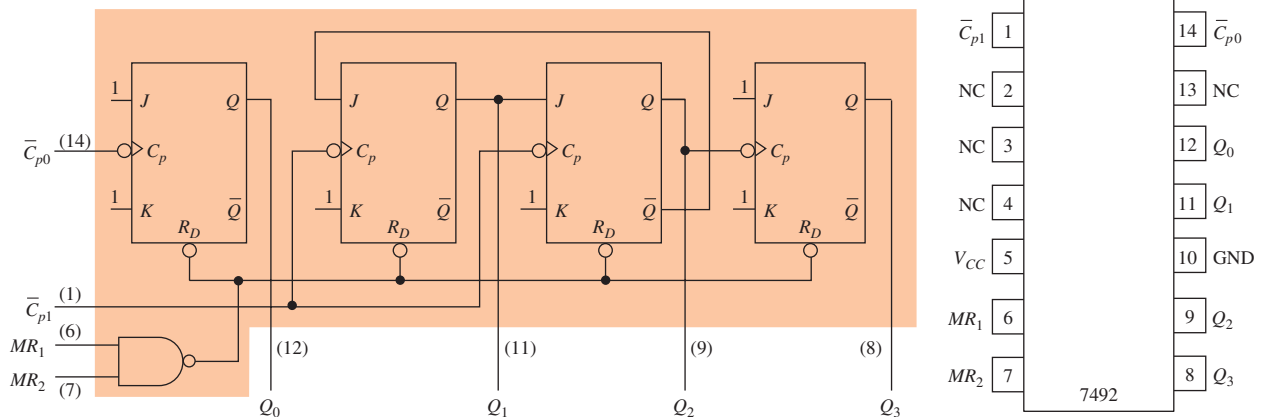 1 J Q
C̅p0 (14) Cp
1 K Q̅
RD
J Q
Cp
1 K Q̅
RD
J Q
Cp
1 K Q̅
RD
1 J Q
Cp
1 K Q̅
RD
C̅p1 (1)
MR1 (6)
MR2 (7)
(12) (11) (9) (8)
Q0 Q1 Q2 Q3
C̅p1 1 14 C̅p0
NC 2 13 NC
NC 3 12 Q0
NC 4 11 Q1
VCC 5 10 GND
MR1 6 9 Q2
MR2 7 8 Q3
7492